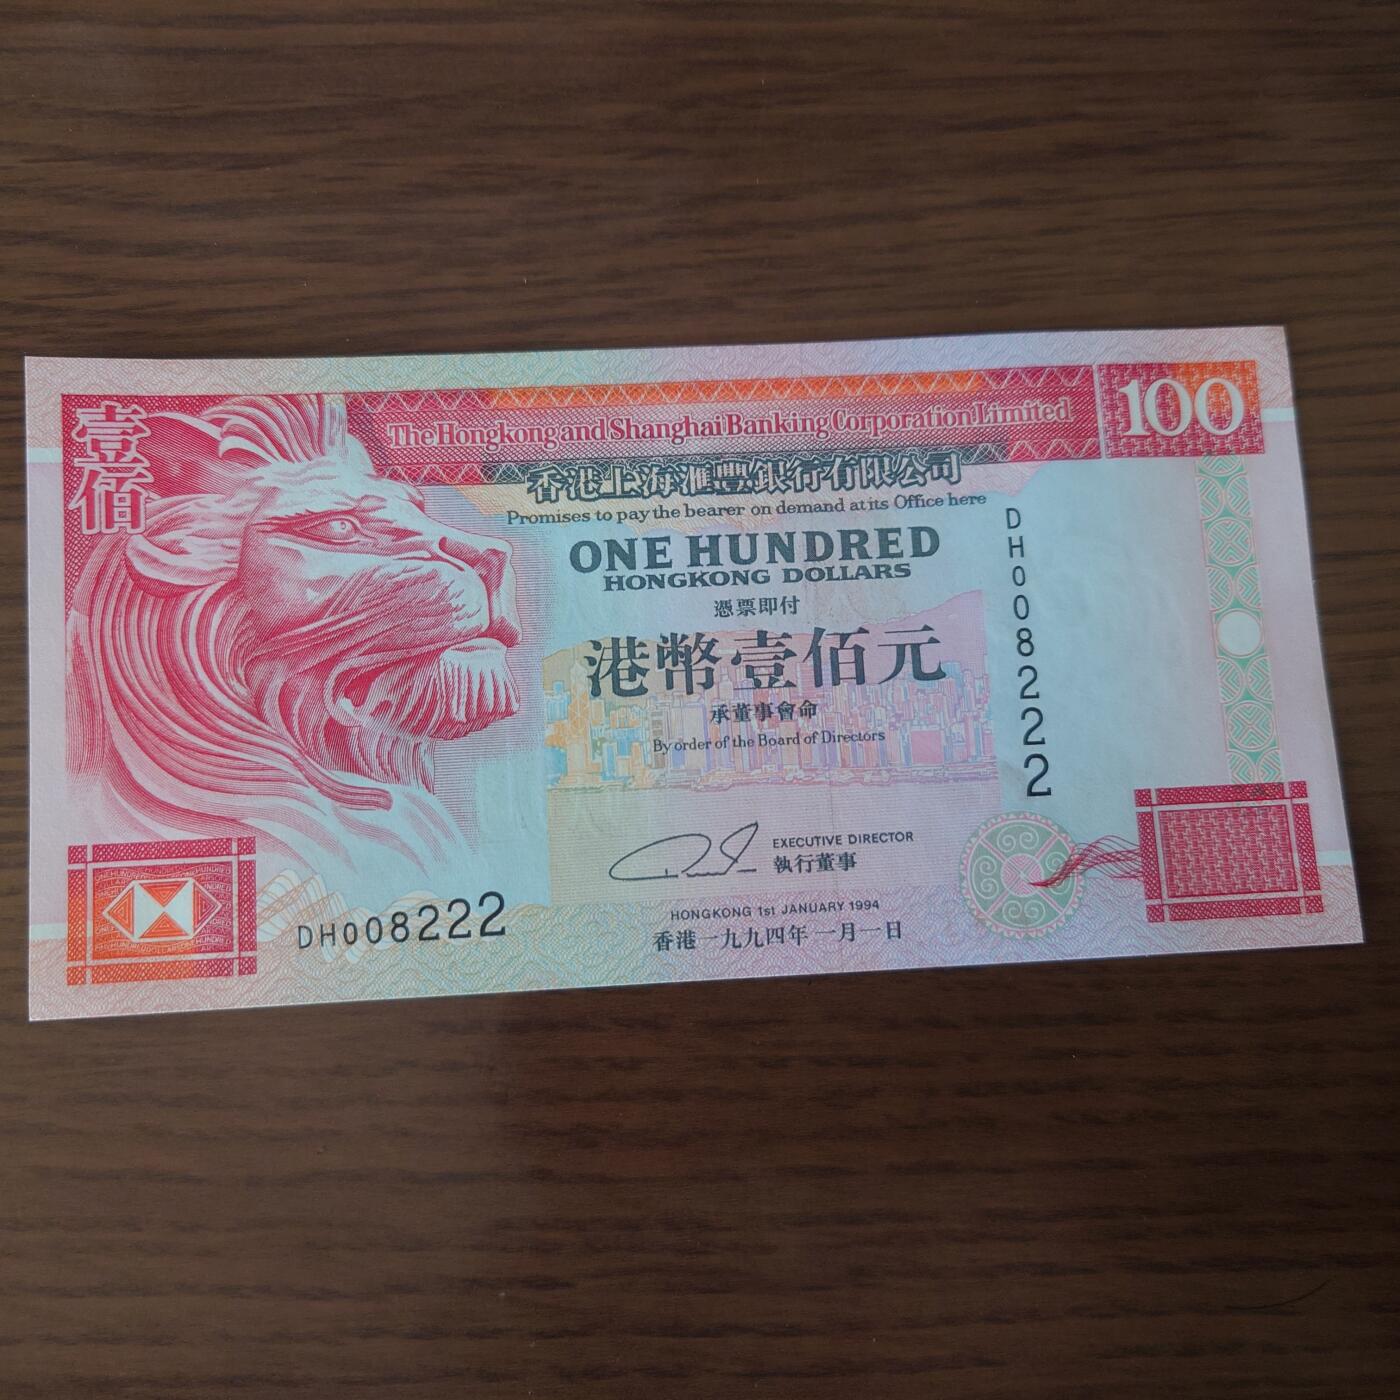 壹佰
The Hongkong and Shanghai Banking Corporation Limited
100
香港上海滙豐銀行有限公司
Promises to pay the bearer on demand at its Office here
ONE HUNDRED
HONGKONG DOLLARS
憑票即付
港幣壹佰元
承董事會命
By order of the Board of Directors
DH008222
EXECUTIVE DIRECTOR
執行董事
HONGKONG 1st JANUARY 1994
香港一九九四年一月一日
DH008222